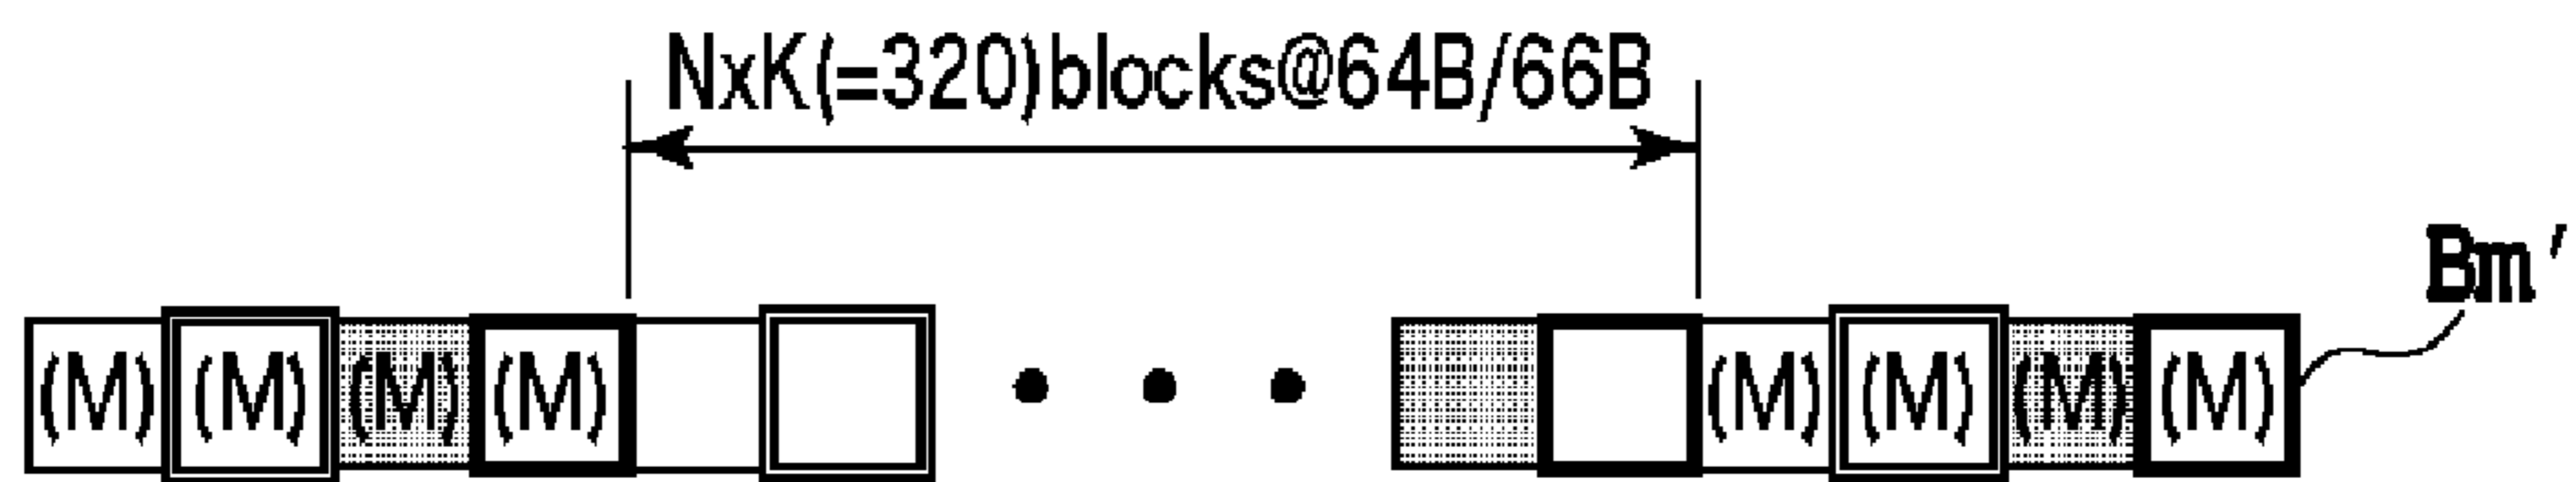 NxK(=320)blocks@64B/66B
Bm′
(M) (M) (M) (M) (M) (M) (M) (M)